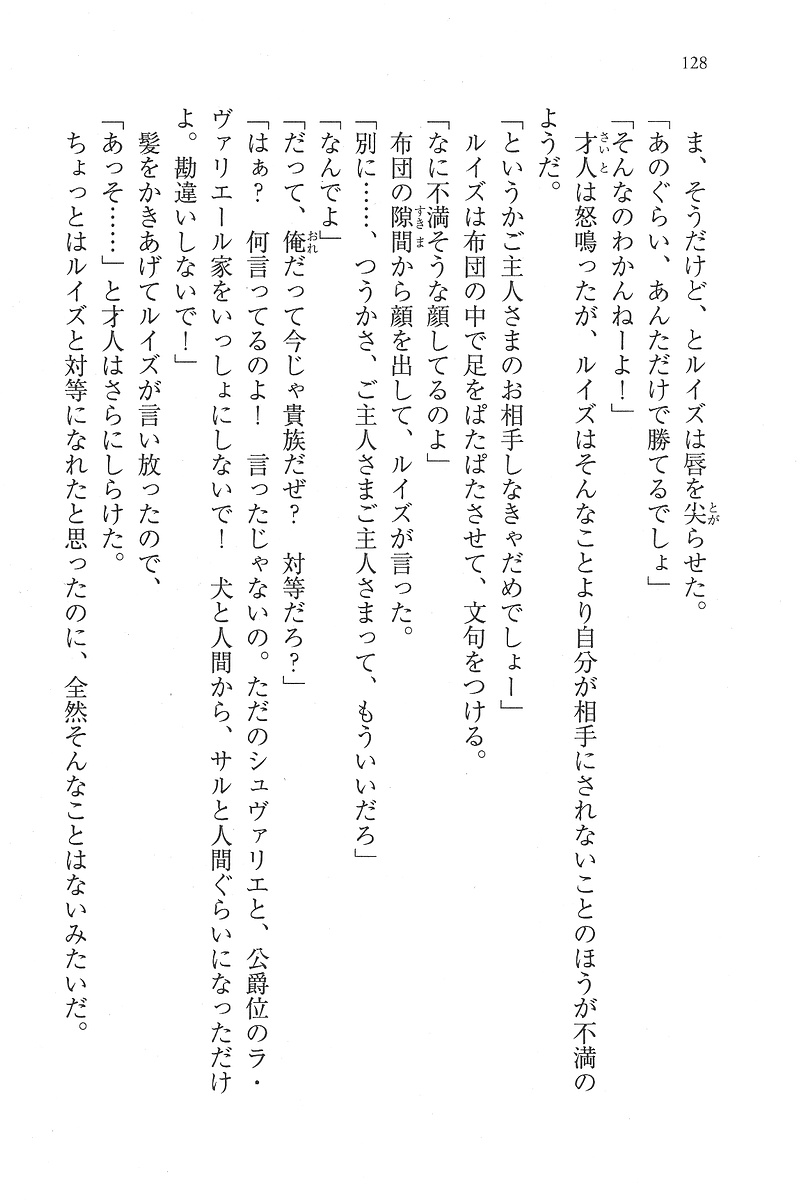 128
ま、そうだけど、とルイズは唇を尖らせた。
「あのぐらい、あんただけで勝てるでしょ」
「そんなのわかんねーよ！」
才人は怒鳴ったが、ルイズはそんなことより自分が相手にされないことのほうが不満の
ようだ。
「というかご主人さまのお相手しなきゃだめでしょー」
ルイズは布団の中で足をぱたぱたさせて、文句をつける。
「なに不満そうな顔してるのよ」
布団の隙間から顔を出して、ルイズが言った。
「別に……、つうかさ、ご主人さまご主人さまって、もういいだろ」
「なんでよ」
「だって、俺だって今じゃ貴族だぜ？　対等だろ？」
「はぁ？　何言ってるのよ！　言ったじゃないの。ただのシュヴァリエと、公爵位のラ・
ヴァリエール家をいっしょにしないで！　犬と人間から、サルと人間ぐらいになっただけ
よ。勘違いしないで！」
髪をかきあげてルイズが言い放ったので、
「あっそ……」と才人はさらにしらけた。
ちょっとはルイズと対等になれたと思ったのに、全然そんなことはないみたいだ。